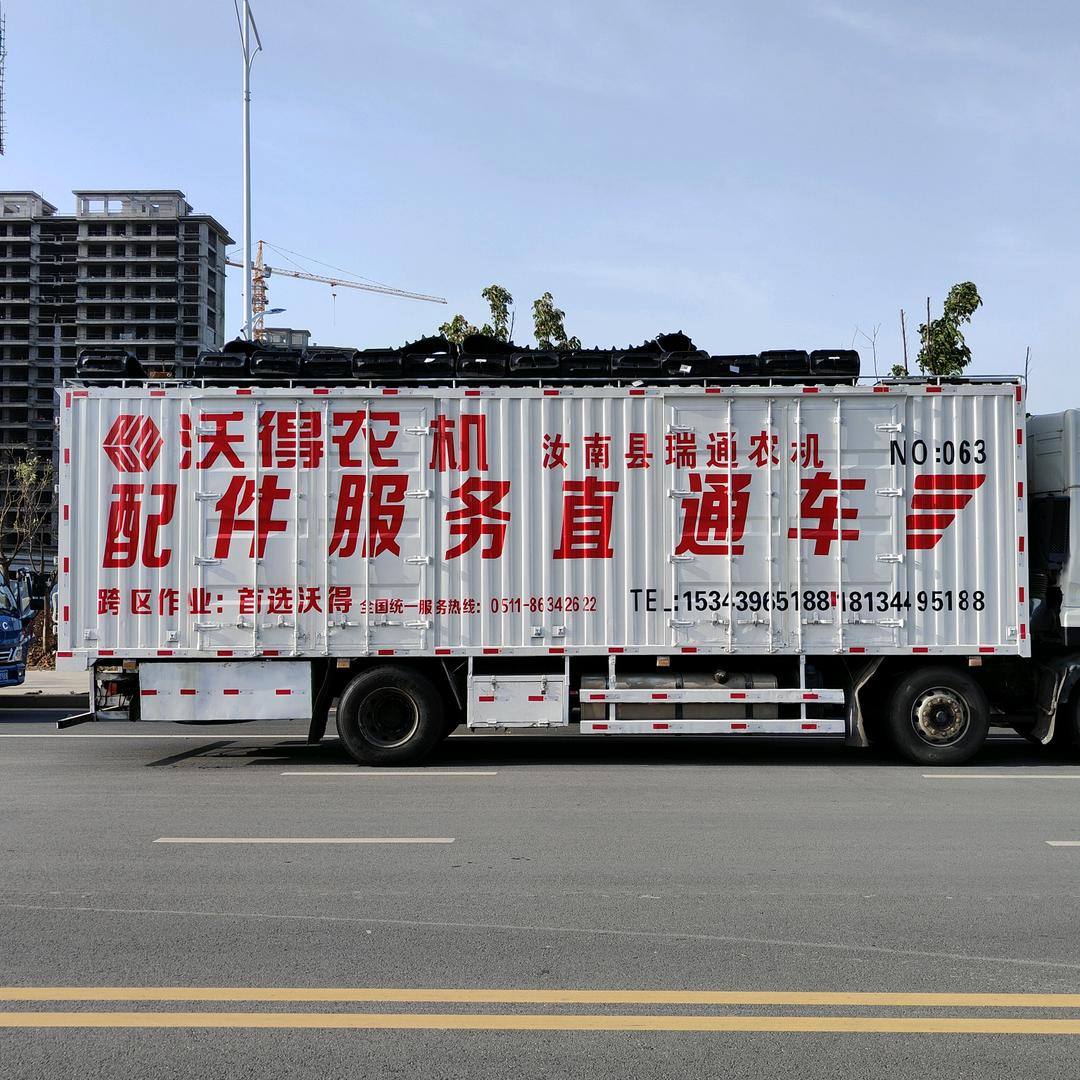 沃得农机 汝南县瑞通农机 NO:063
配件服务直通车
跨区作业：首选沃得 全国统一服务热线：0511-86342622 TEL:15343965188 18134495188